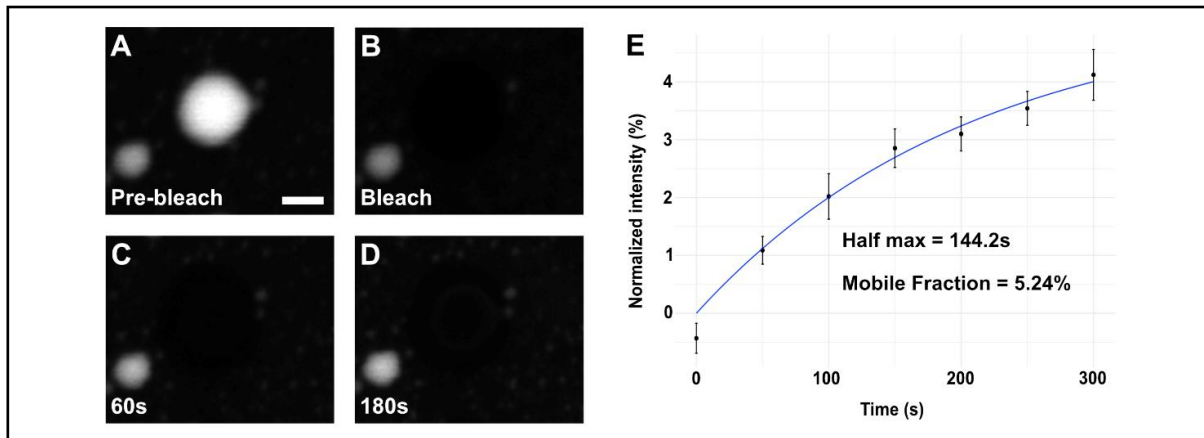 A
Pre-bleach
B
Bleach
C
60s
D
180s
E
Normalized intensity (%)
4
3
2
1
0
Half max = 144.2s
Mobile Fraction = 5.24%
0 100 200 300
Time (s)